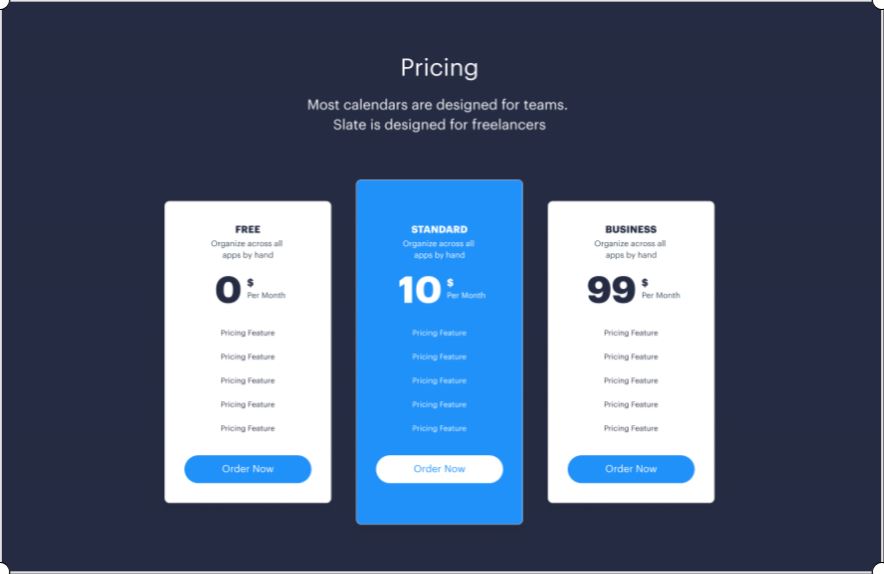 Pricing
Most calendars are designed for teams.
Slate is designed for freelancers
FREE
Organize across all
apps by hand
0
$
Per Month
Pricing Feature
Pricing Feature
Pricing Feature
Pricing Feature
Pricing Feature
Order Now
STANDARD
Organize across all
apps by hand
10
$
Per Month
Pricing Feature
Pricing Feature
Pricing Feature
Pricing Feature
Pricing Feature
Order Now
BUSINESS
Organize across all
apps by hand
99
$
Per Month
Pricing Feature
Pricing Feature
Pricing Feature
Pricing Feature
Pricing Feature
Order Now